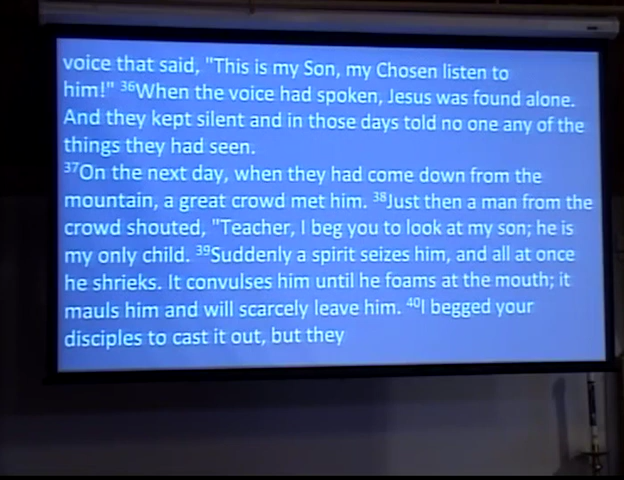 voice that said, "This is my Son, my Chosen listen to
him!" ³⁶When the voice had spoken, Jesus was found alone.
And they kept silent and in those days told no one any of the
things they had seen.
³⁷On the next day, when they had come down from the
mountain, a great crowd met him. ³⁸Just then a man from the
crowd shouted, "Teacher, I beg you to look at my son; he is
my only child. ³⁹Suddenly a spirit seizes him, and all at once
he shrieks. It convulses him until he foams at the mouth; it
mauls him and will scarcely leave him. ⁴⁰I begged your
disciples to cast it out, but they